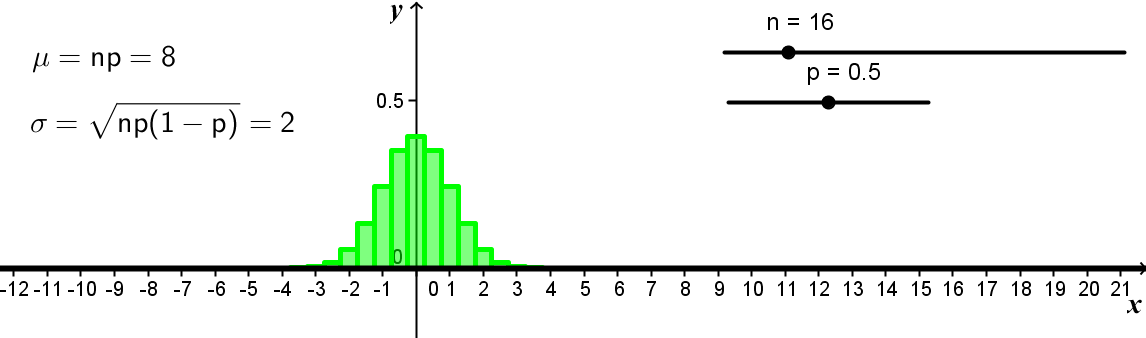 y
n = 16
μ = np = 8
p = 0.5
0.5
σ = √np(1 − p) = 2
0
-12 -11 -10 -9 -8 -7 -6 -5 -4 -3 -2 -1 0 1 2 3 4 5 6 7 8 9 10 11 12 13 14 15 16 17 18 19 20 21
x